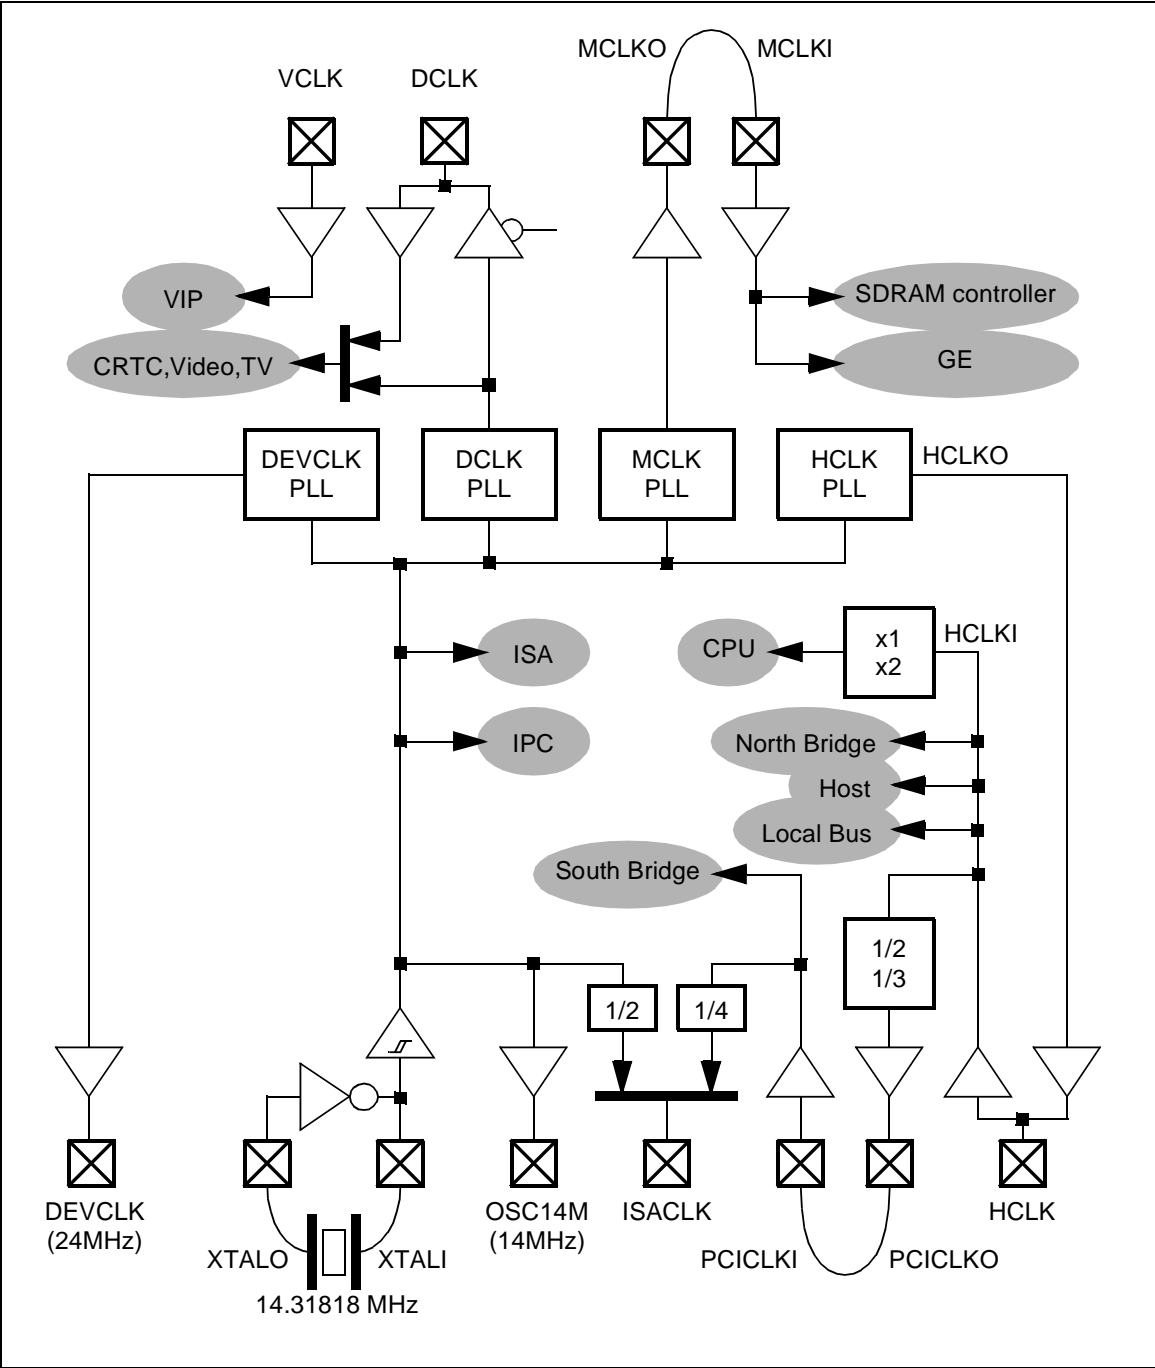 MCLKO
MCLKI
VCLK
DCLK
VIP
SDRAM controller
CRTC,Video,TV
GE
DEVCLK
PLL
DCLK
PLL
MCLK
PLL
HCLK
PLL
HCLKO
ISA
CPU
x1
x2
HCLKI
IPC
North Bridge
Host
Local Bus
South Bridge
1/2
1/3
1/2
1/4
DEVCLK
(24MHz)
XTALO
XTALI
14.31818 MHz
OSC14M
(14MHz)
ISACLK
PCICLKI
PCICLKO
HCLK